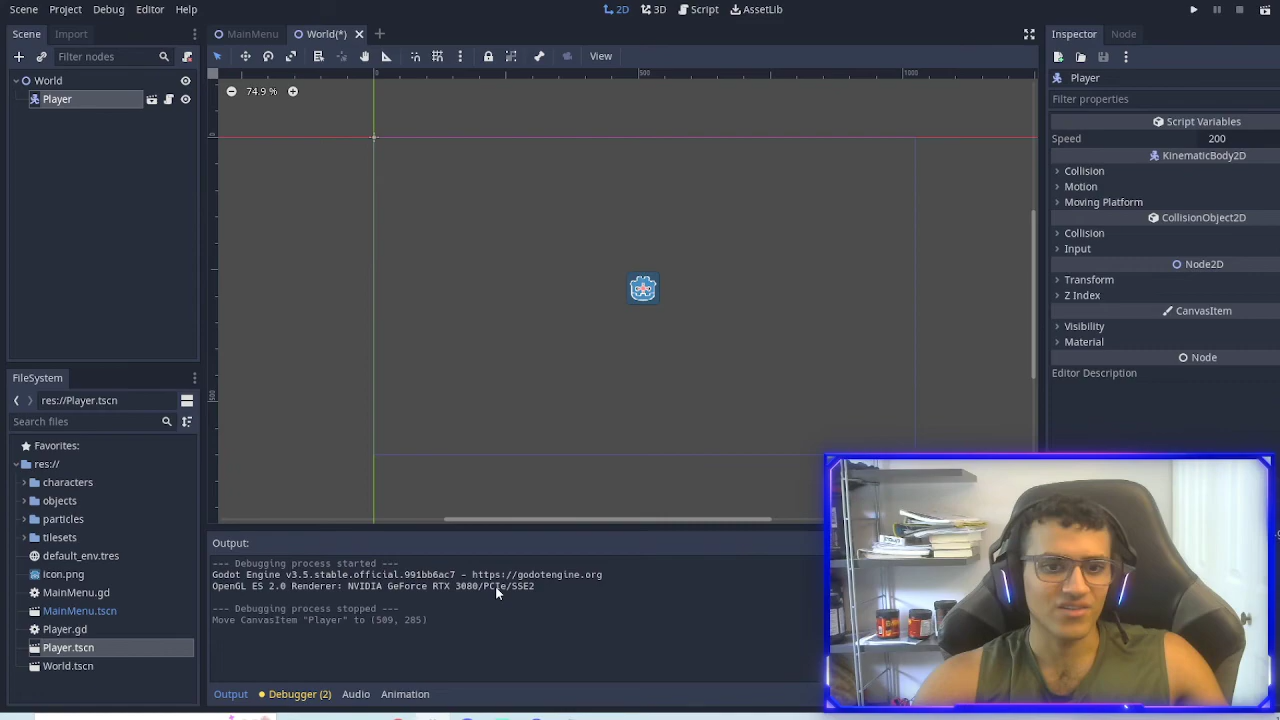 Scene Project Debug Editor Help
2D 3D Script AssetLib
Scene Import
MainMenu World(*)
Inspector Node
Filter nodes
View
World
Player
Player
Filter properties
74.9 %
0 500 1000
0
500
Script Variables
Speed 200
KinematicBody2D
Collision
Motion
Moving Platform
CollisionObject2D
Collision
Input
Node2D
Transform
Z Index
CanvasItem
Visibility
Material
Node
Editor Description
FileSystem
res://Player.tscn
Search files
Favorites:
res://
characters
objects
particles
tilesets
default_env.tres
icon.png
MainMenu.gd
MainMenu.tscn
Player.gd
Player.tscn
World.tscn
Output:
--- Debugging process started ---
Godot Engine v3.5.stable.official.991bb6ac7 - https://godotengine.org
OpenGL ES 2.0 Renderer: NVIDIA GeForce RTX 3080/PCIe/SSE2
--- Debugging process stopped ---
Move CanvasItem "Player" to (509, 285)
Output Debugger (2) Audio Animation